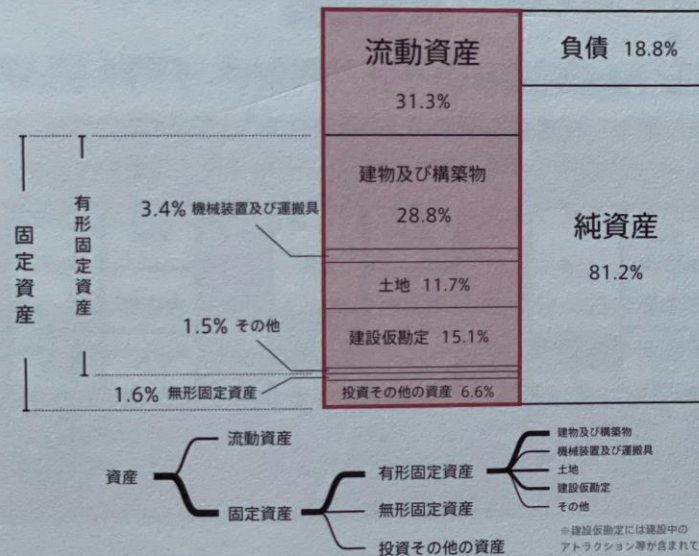 流動資産
31.3%
負債 18.8%
建物及び構築物
28.8%
3.4% 機械装置及び運搬具
純資産
81.2%
固定資産
有形固定資産
土地 11.7%
1.5% その他
建設仮勘定 15.1%
1.6% 無形固定資産
投資その他の資産 6.6%
資産
流動資産
固定資産
有形固定資産
無形固定資産
投資その他の資産
建物及び構築物
機械装置及び運搬具
土地
建設仮勘定
その他
※建設仮勘定には建設中の
アトラクション等が含まれて